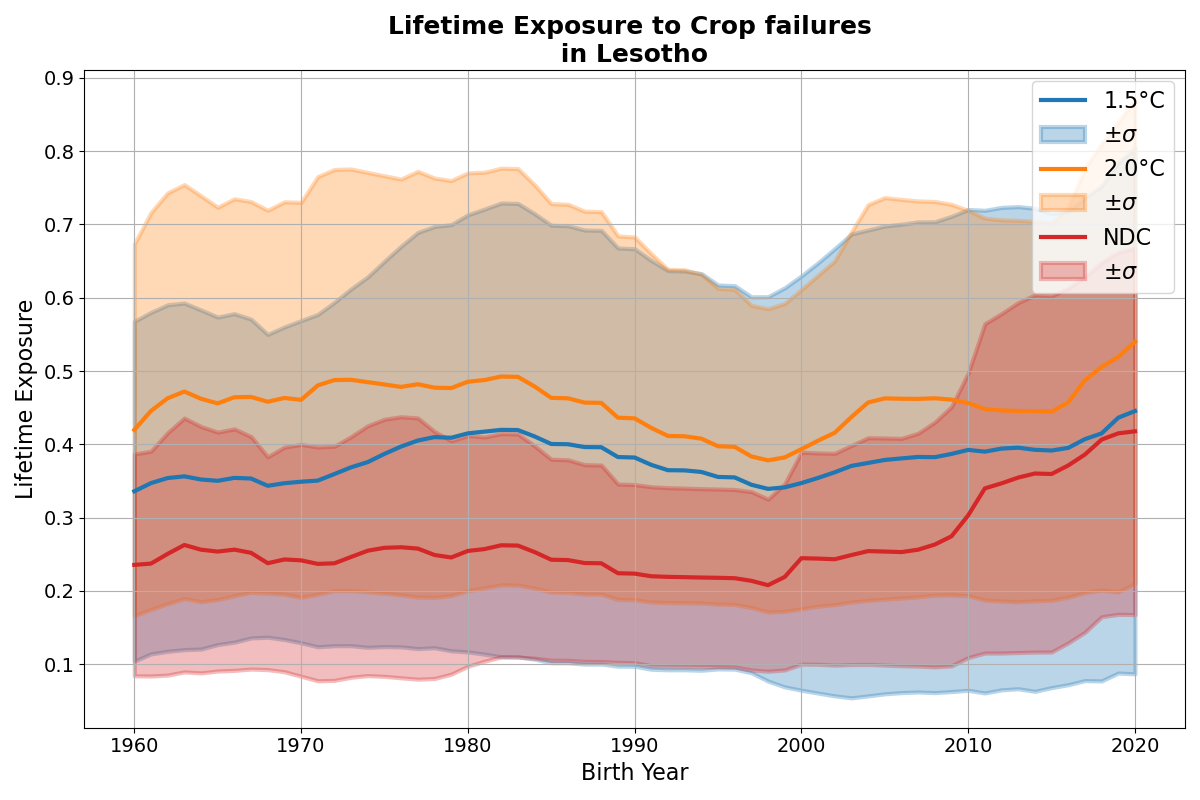 Lifetime Exposure to Crop failures
in Lesotho
0.9
0.8
0.7
0.6
0.5
0.4
0.3
0.2
0.1
Lifetime Exposure
1960 1970 1980 1990 2000 2010 2020
Birth Year
1.5°C
±σ
2.0°C
±σ
NDC
±σ